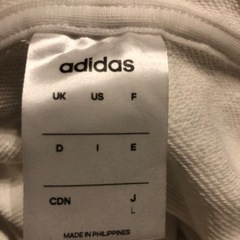 adidas
UK US F
D I E
CDN J
L
MADE IN PHILIPPINES